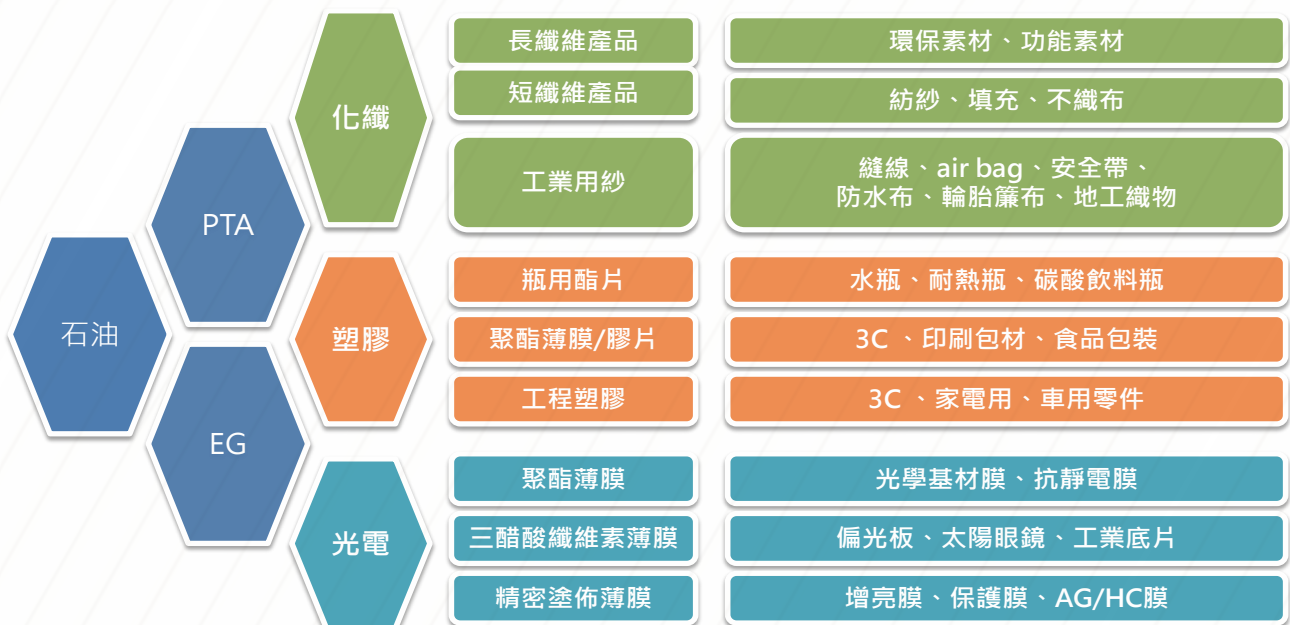 石油
PTA
EG
化纖
長纖維產品
環保素材、功能素材
短纖維產品
紡紗、填充、不織布
工業用紗
縫線、air bag、安全帶、
防水布、輪胎簾布、地工織物
塑膠
瓶用酯片
水瓶、耐熱瓶、碳酸飲料瓶
聚酯薄膜/膠片
3C 、印刷包材、食品包裝
工程塑膠
3C 、家電用、車用零件
光電
聚酯薄膜
光學基材膜、抗靜電膜
三醋酸纖維素薄膜
偏光板、太陽眼鏡、工業底片
精密塗佈薄膜
增亮膜、保護膜、AG/HC膜